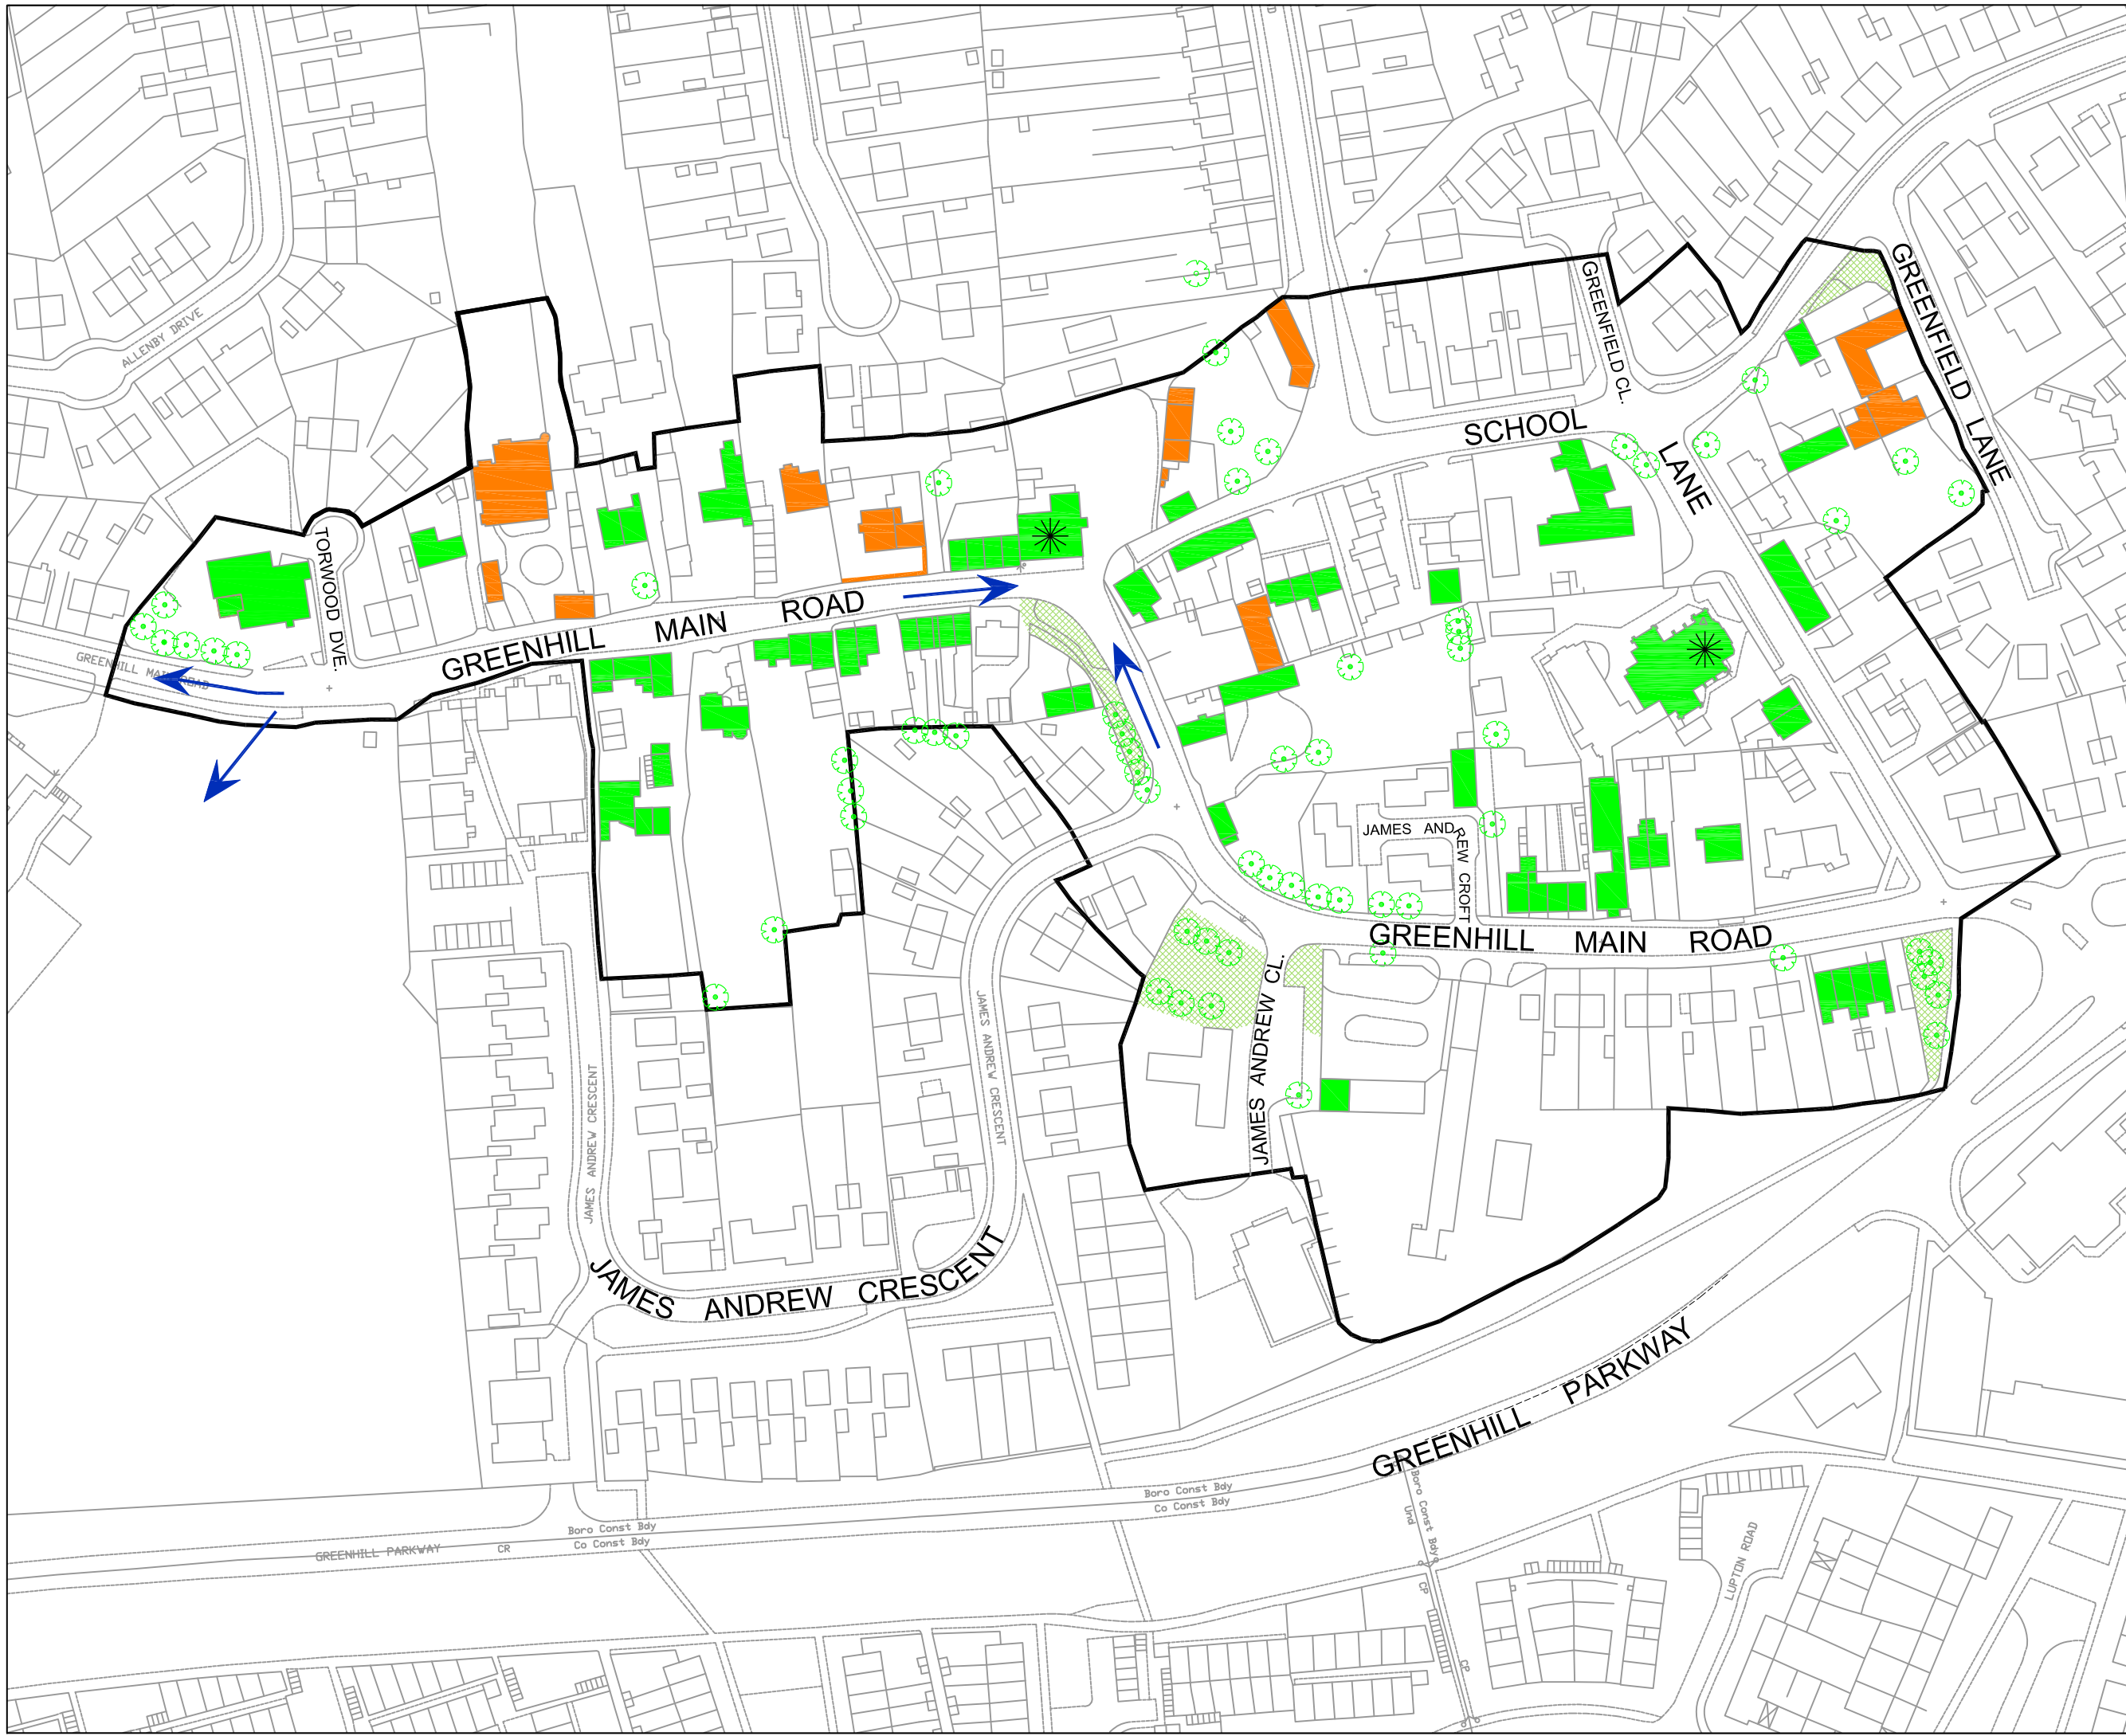 ALLENBY DRIVE
GREENFIELD CL.
GREENFIELD LANE
SCHOOL
LANE
TORWOOD DVE.
GREENHILL MAIN ROAD
GREENHILL MAIN ROAD
JAMES AND
REW CROFT
GREENHILL MAIN ROAD
JAMES ANDREW CL.
JAMES ANDREW CRESCENT
JAMES ANDREW CRESCENT
JAMES ANDREW CRESCENT
GREENHILL PARKWAY
Boro Const Bdy
Co Const Bdy
Boro Const Bdy
Und
Boro Const Bdy
Co Const Bdy
GREENHILL PARKWAY
CR
CP
CP
LUPTON ROAD